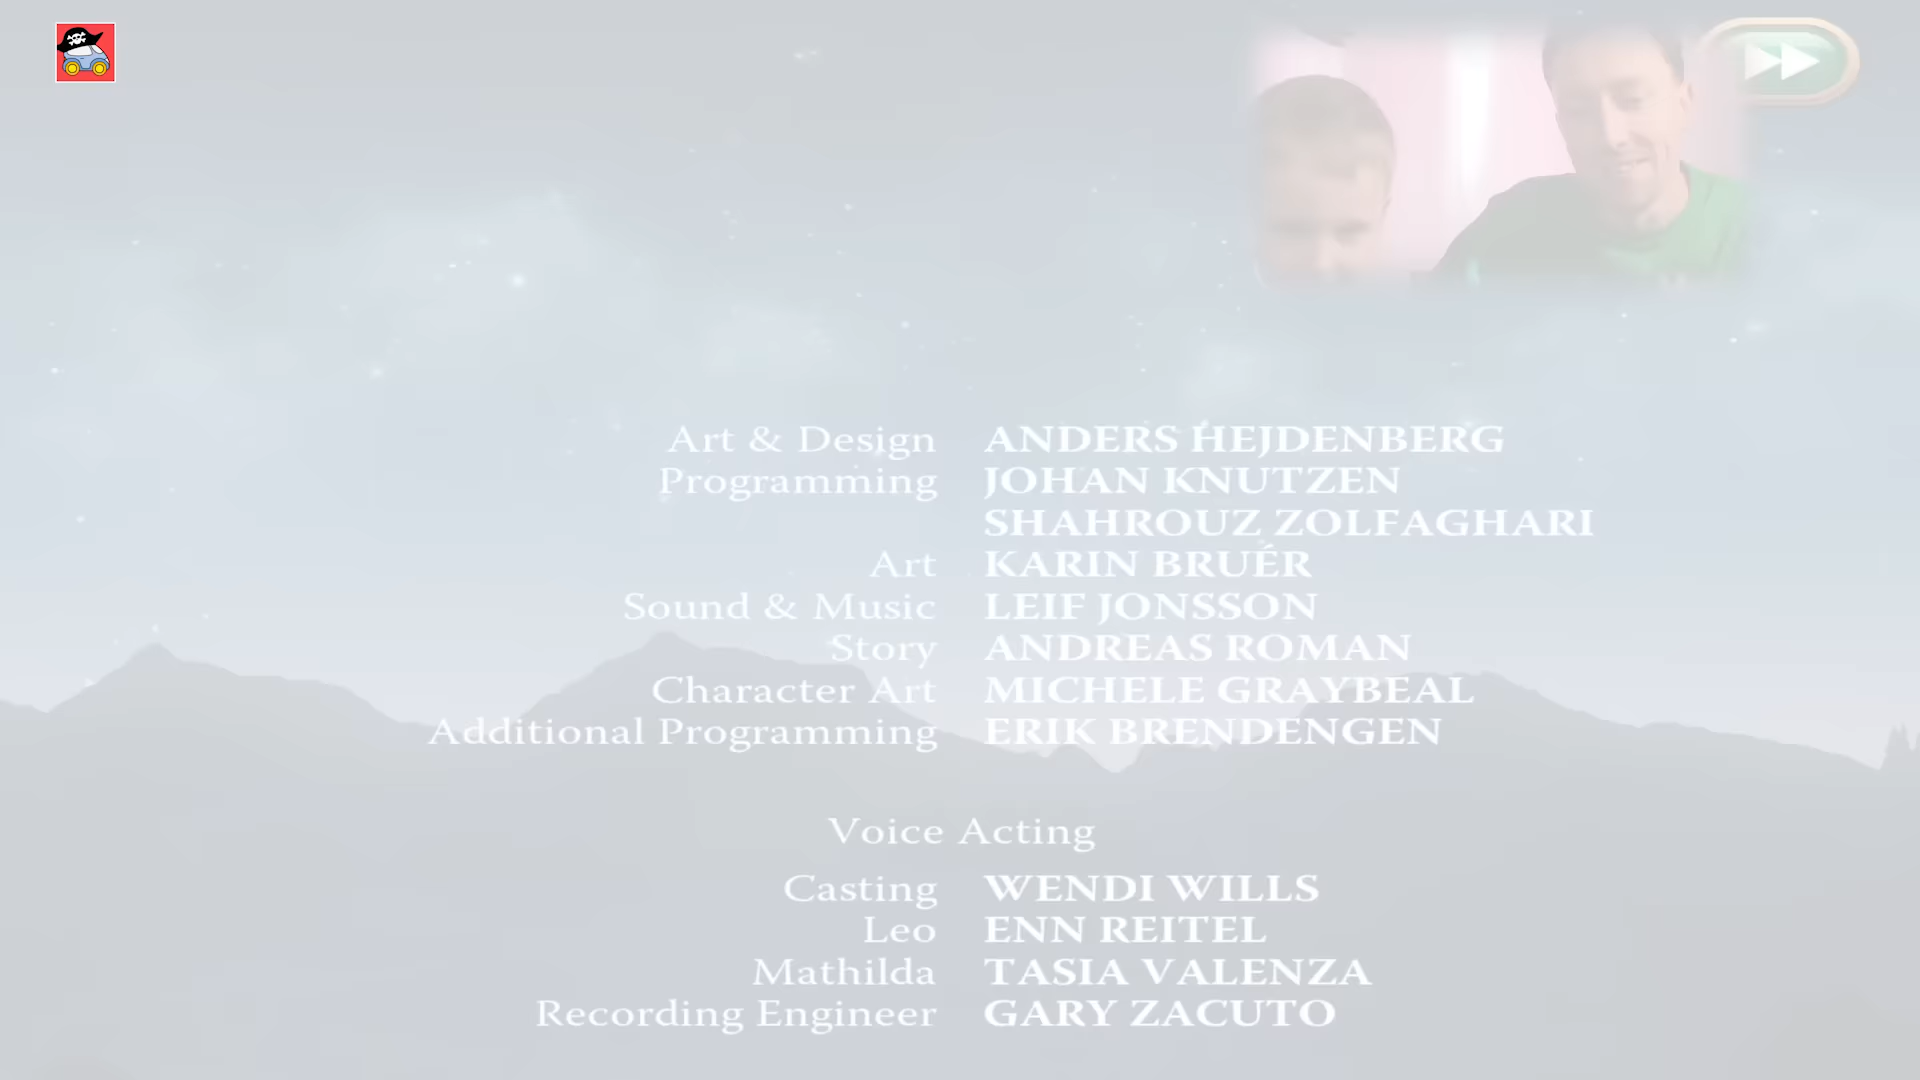 Art & Design ANDERS HEJDENBERG
Programming JOHAN KNUTZEN
SHAHROUZ ZOLFAGHARI
Art KARIN BRUÉR
Sound & Music LEIF JONSSON
Story ANDREAS ROMAN
Character Art MICHELE GRAYBEAL
Additional Programming ERIK BRENDENGEN
Voice Acting
Casting WENDI WILLS
Leo ENN REITEL
Mathilda TASIA VALENZA
Recording Engineer GARY ZACUTO